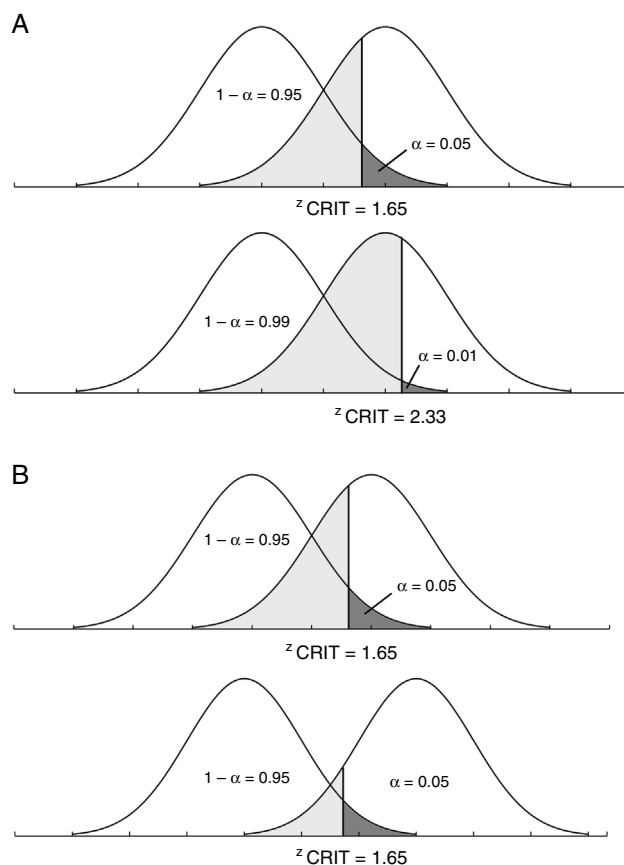 A
1 – α = 0.95
α = 0.05
z CRIT = 1.65
1 – α = 0.99
α = 0.01
z CRIT = 2.33
B
1 – α = 0.95
α = 0.05
z CRIT = 1.65
1 – α = 0.95
α = 0.05
z CRIT = 1.65